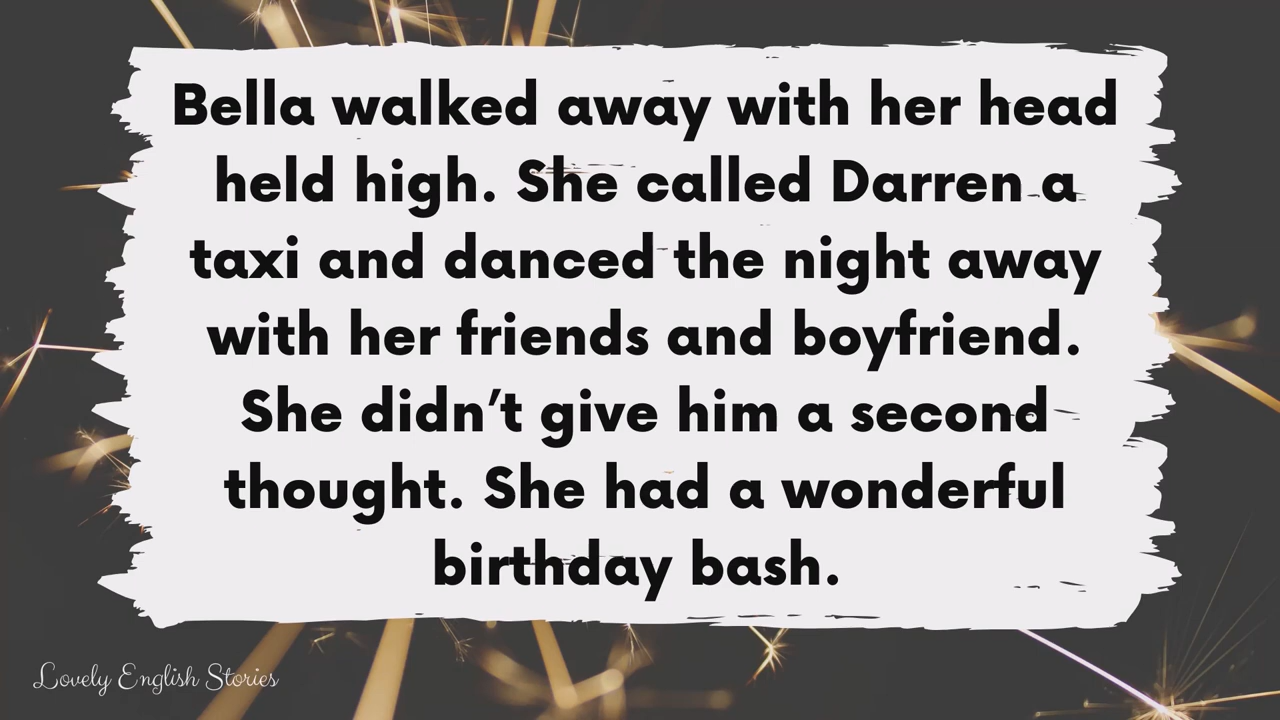 Bella walked away with her head
held high. She called Darren a
taxi and danced the night away
with her friends and boyfriend.
She didn’t give him a second
thought. She had a wonderful
birthday bash.
Lovely English Stories